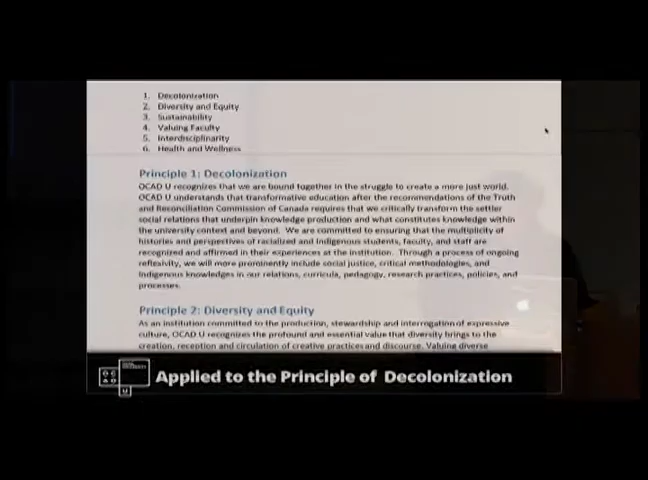 1. Decolonization
2. Diversity and Equity
3. Sustainability
4. Valuing Faculty
5. Interdisciplinarity
6. Health and Wellness
Principle 1: Decolonization
OCAD U recognizes that we are bound together in the struggle to create a more just world.
OCAD U understands that transformative education after the recommendations of the Truth
and Reconciliation Commission of Canada requires that we critically transform the settler
social relations that underpin knowledge production and what constitutes knowledge within
the university context and beyond. We are committed to ensuring that the multiplicity of
histories and perspectives of racialized and Indigenous students, faculty, and staff are
recognized and affirmed in their experiences at the institution. Through a process of ongoing
reflexivity, we will more prominently include social justice, critical methodologies, and
Indigenous knowledges in our relations, curricula, pedagogy, research practices, policies, and
processes.
Principle 2: Diversity and Equity
As an institution committed to the production, stewardship and interrogation of expressive
culture, OCAD U recognizes the profound and essential value that diversity brings to the
creation, reception and circulation of creative practices and discourse. Valuing diverse
Applied to the Principle of Decolonization